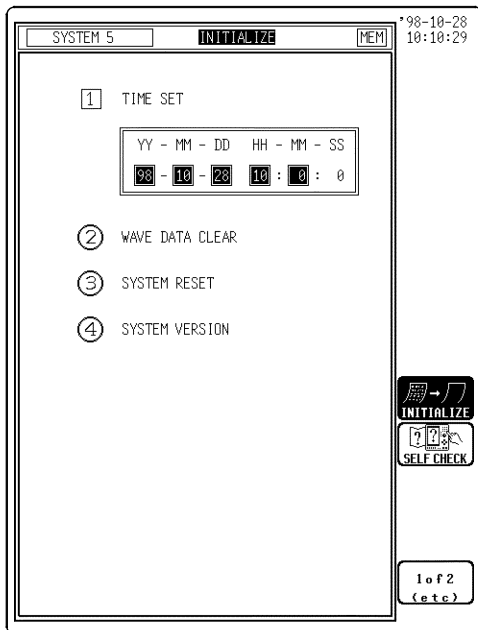 SYSTEM 5 INITIALIZE MEM
'98-10-28
10:10:29
1 TIME SET
YY - MM - DD HH - MM - SS
98 - 10 - 28 10 : 0 : 0
2 WAVE DATA CLEAR
3 SYSTEM RESET
4 SYSTEM VERSION
INITIALIZE
? ?
SELF CHECK
1of2
(etc)